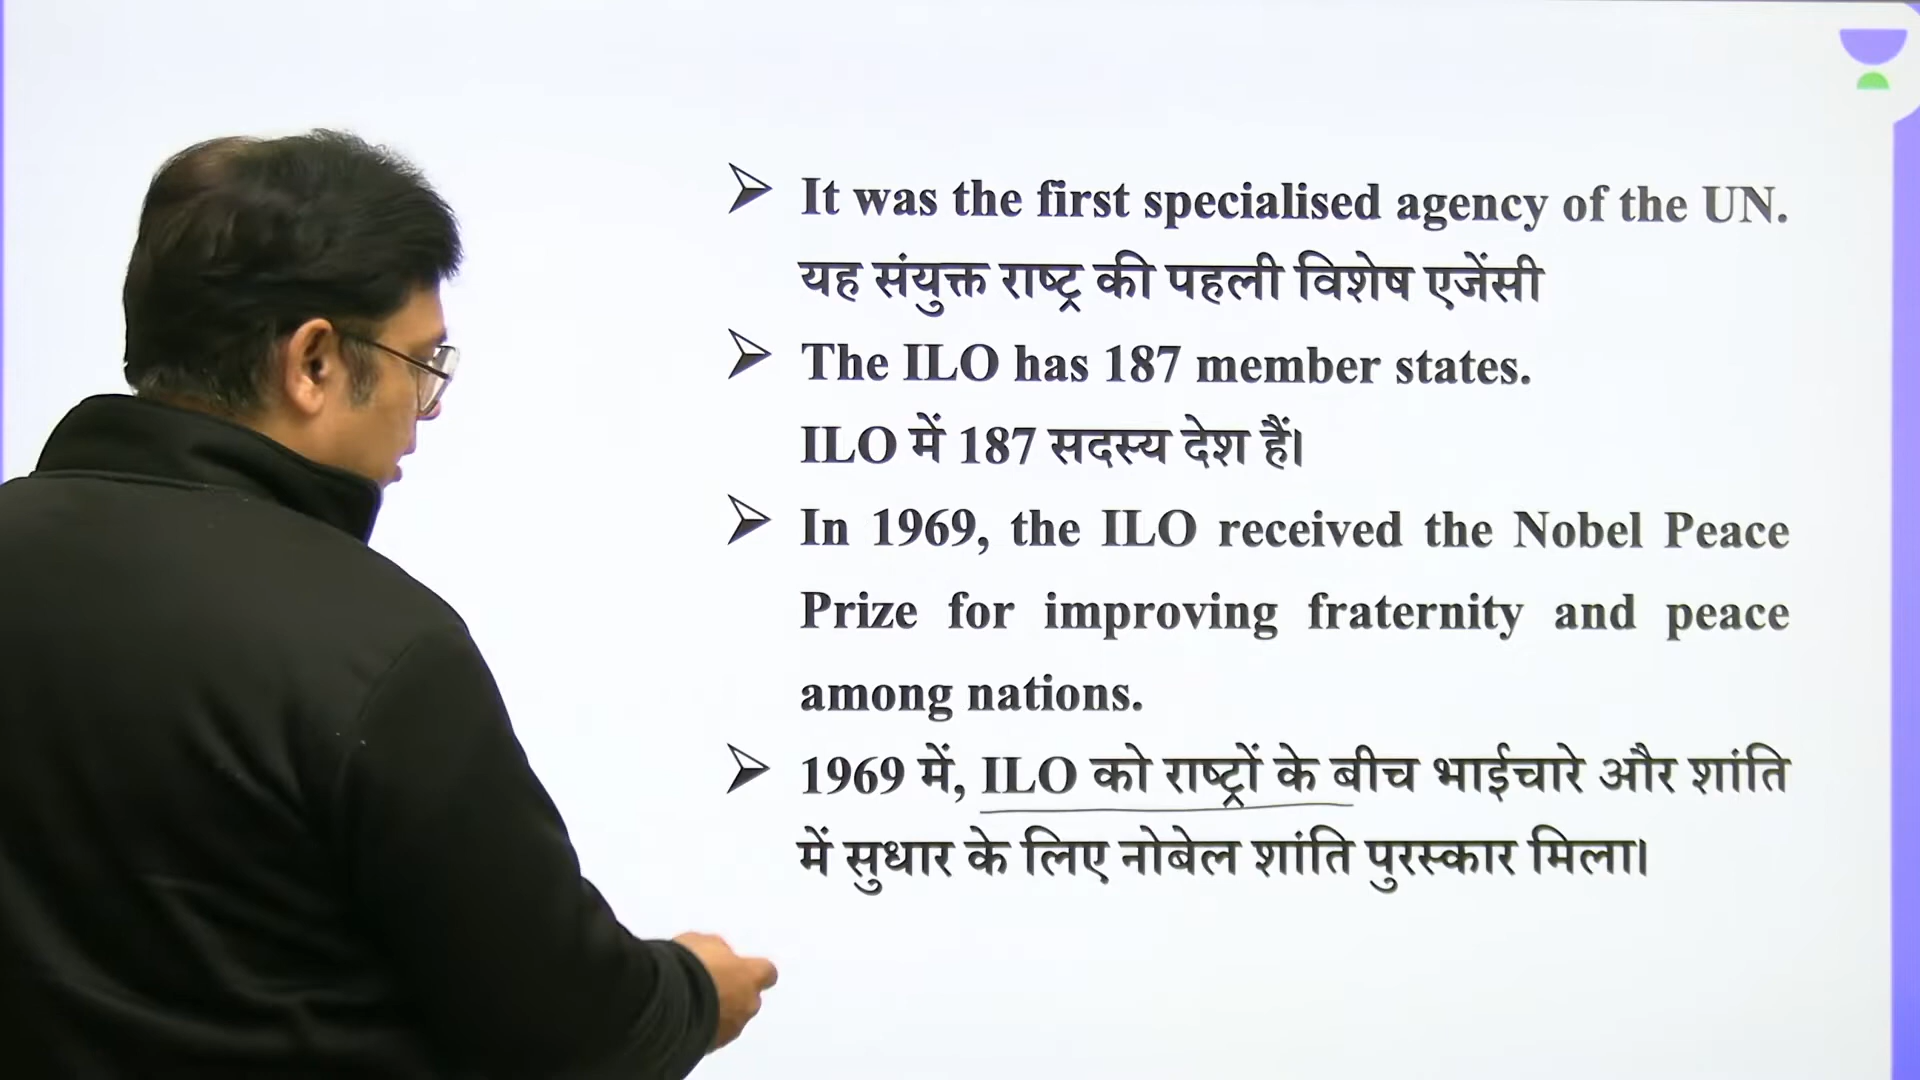 It was the first specialised agency of the UN.
यह संयुक्त राष्ट्र की पहली विशेष एजेंसी
The ILO has 187 member states.
ILO में 187 सदस्य देश हैं।
In 1969, the ILO received the Nobel Peace
Prize for improving fraternity and peace
among nations.
1969 में, ILO को राष्ट्रों के बीच भाईचारे और शांति
में सुधार के लिए नोबेल शांति पुरस्कार मिला।